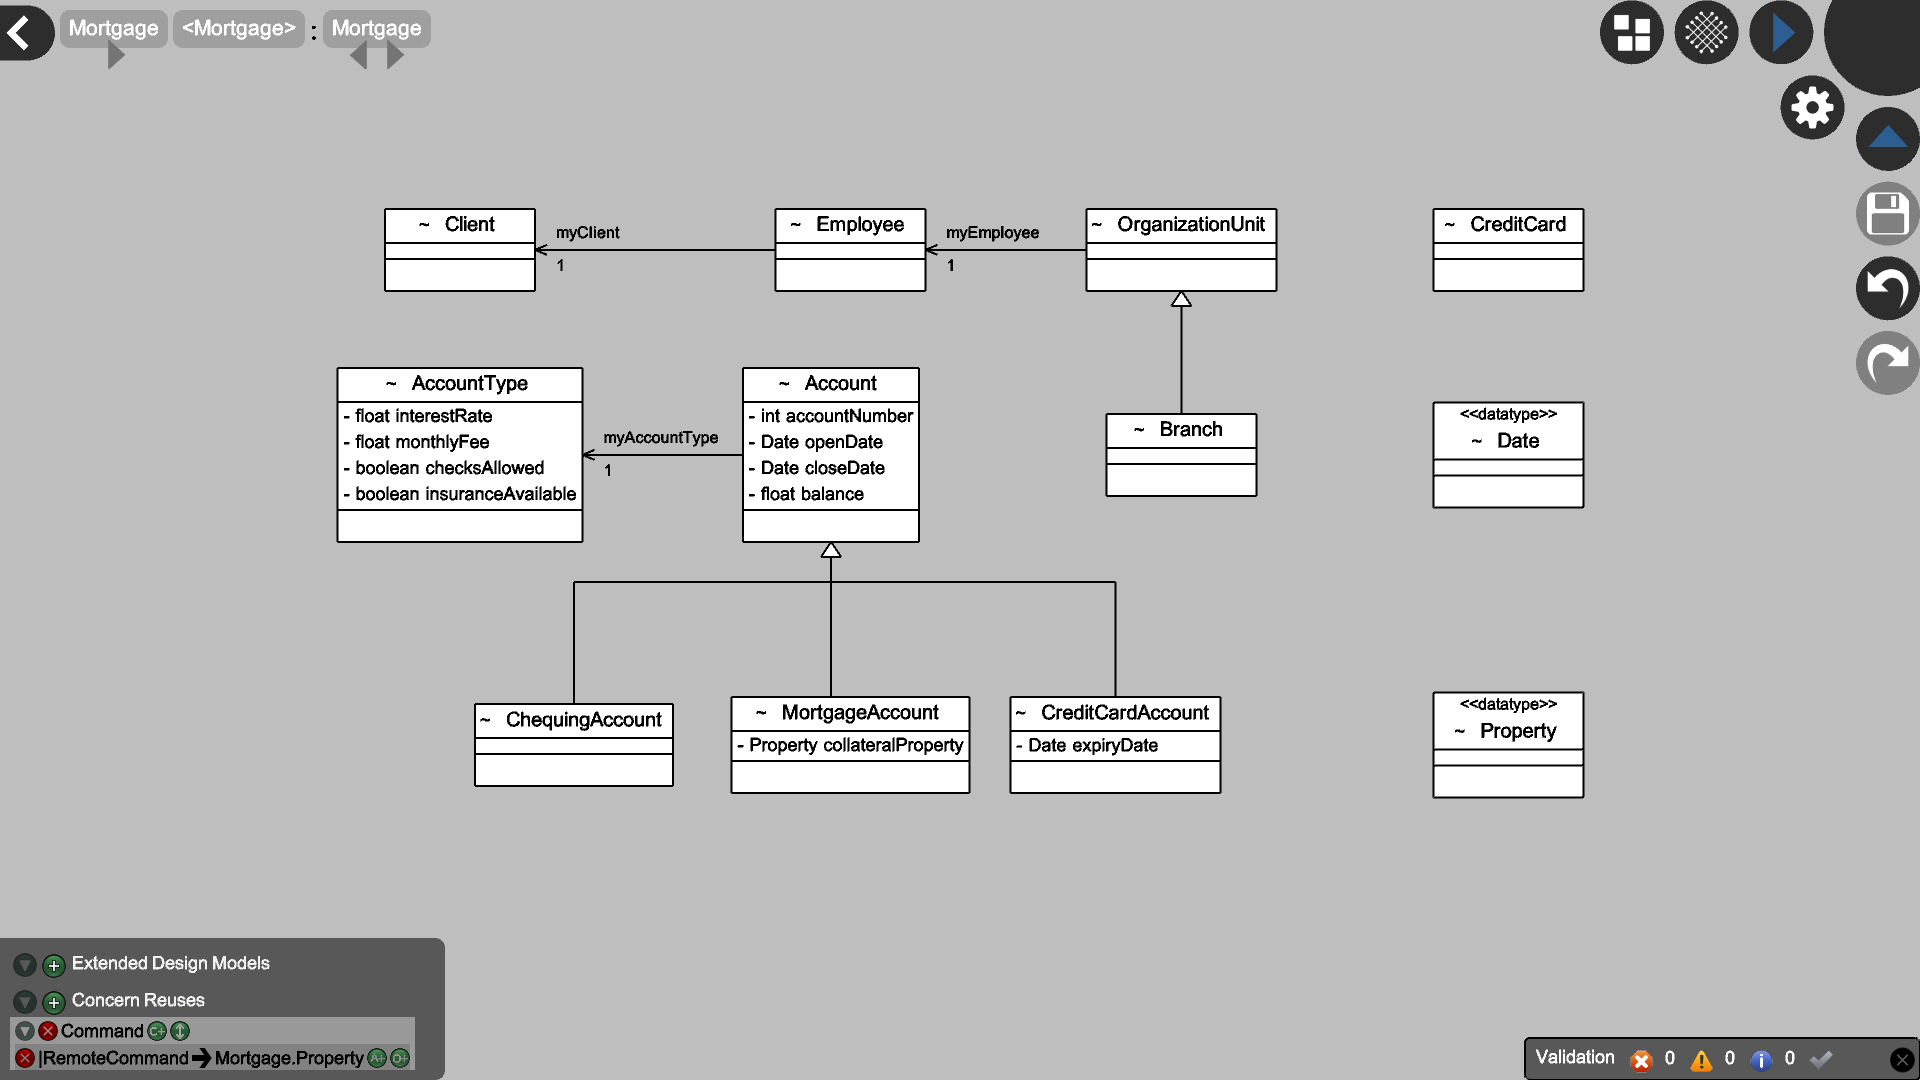 Mortgage <Mortgage> : Mortgage
~ Client
myClient
1
~ Employee
myEmployee
1
~ OrganizationUnit
~ CreditCard
~ AccountType
- float interestRate
- float monthlyFee
- boolean checksAllowed
- boolean insuranceAvailable
myAccountType
1
~ Account
- int accountNumber
- Date openDate
- Date closeDate
- float balance
~ Branch
<<datatype>>
~ Date
~ ChequingAccount
~ MortgageAccount
- Property collateralProperty
~ CreditCardAccount
- Date expiryDate
<<datatype>>
~ Property
Extended Design Models
Concern Reuses
Command C+
|RemoteCommand➔Mortgage.Property A+ O+
Validation 0 0 0